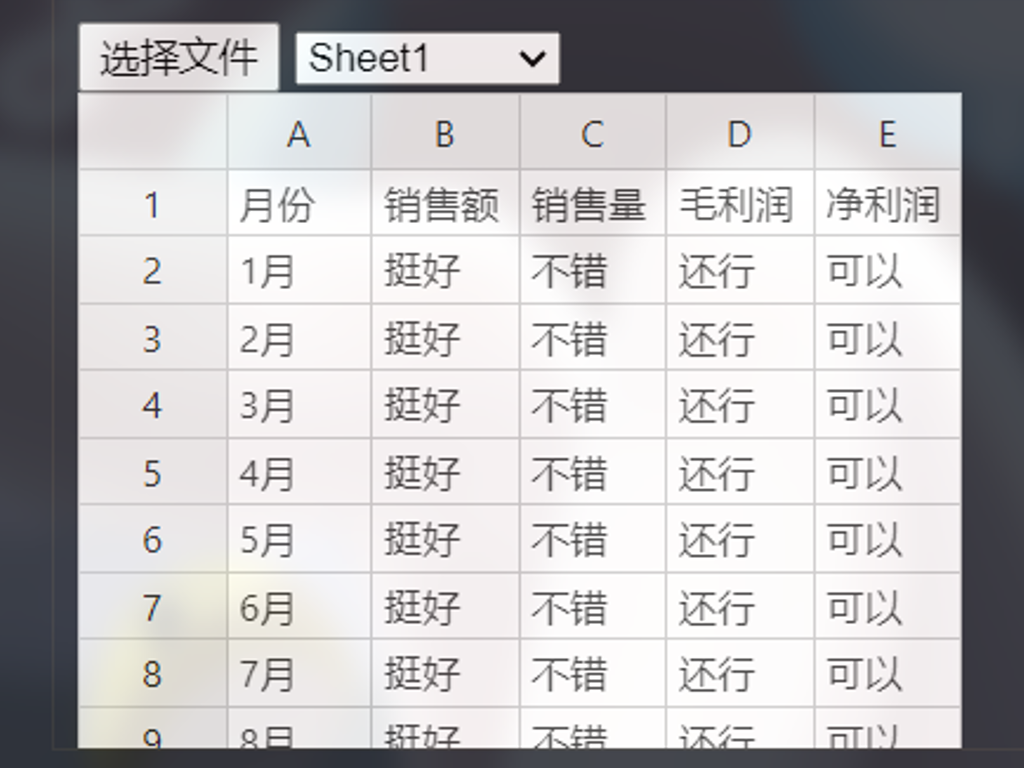 选择文件 Sheet1
A B C D E
1 月份 销售额 销售量 毛利润 净利润
2 1月 挺好 不错 还行 可以
3 2月 挺好 不错 还行 可以
4 3月 挺好 不错 还行 可以
5 4月 挺好 不错 还行 可以
6 5月 挺好 不错 还行 可以
7 6月 挺好 不错 还行 可以
8 7月 挺好 不错 还行 可以
9 8月 挺好 不错 还行 可以